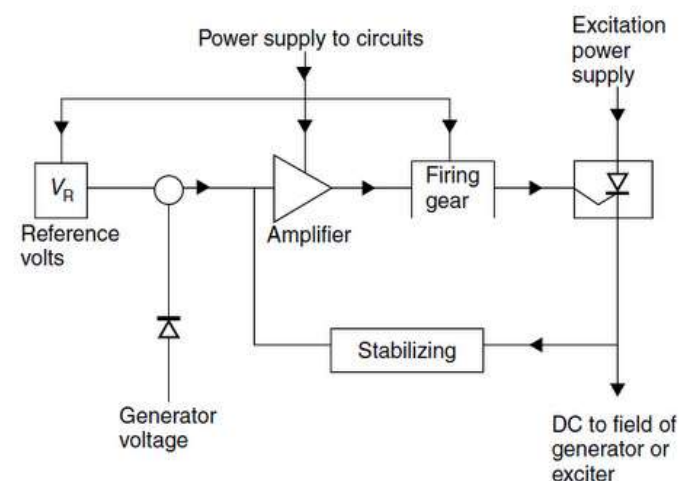 Power supply to circuits
Excitation
power
supply
VR
Reference
volts
Amplifier
Firing
gear
Stabilizing
Generator
voltage
DC to field of
generator or
exciter